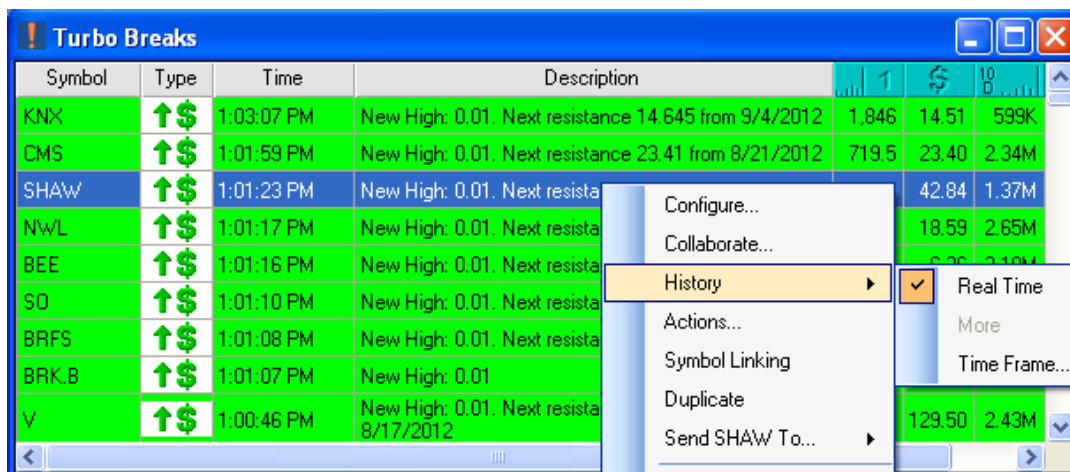 Turbo Breaks
Symbol Type Time Description 1 $ 10 D
KNX $ 1:03:07 PM New High: 0.01. Next resistance 14.645 from 9/4/2012 1,846 14.51 599K
CMS $ 1:01:59 PM New High: 0.01. Next resistance 23.41 from 8/21/2012 719.5 23.40 2.34M
SHAW $ 1:01:23 PM New High: 0.01. Next resista 42.84 1.37M
NWL $ 1:01:17 PM New High: 0.01. Next resista 18.59 2.65M
BEE $ 1:01:16 PM New High: 0.01. Next resista
SO $ 1:01:10 PM New High: 0.01. Next resista
BRFS $ 1:01:08 PM New High: 0.01. Next resista
BRK.B $ 1:01:07 PM New High: 0.01
V $ 1:00:46 PM New High: 0.01. Next resista 129.50 2.43M
8/17/2012
Configure...
Collaborate...
History
Actions...
Symbol Linking
Duplicate
Send SHAW To...
Real Time
More
Time Frame...